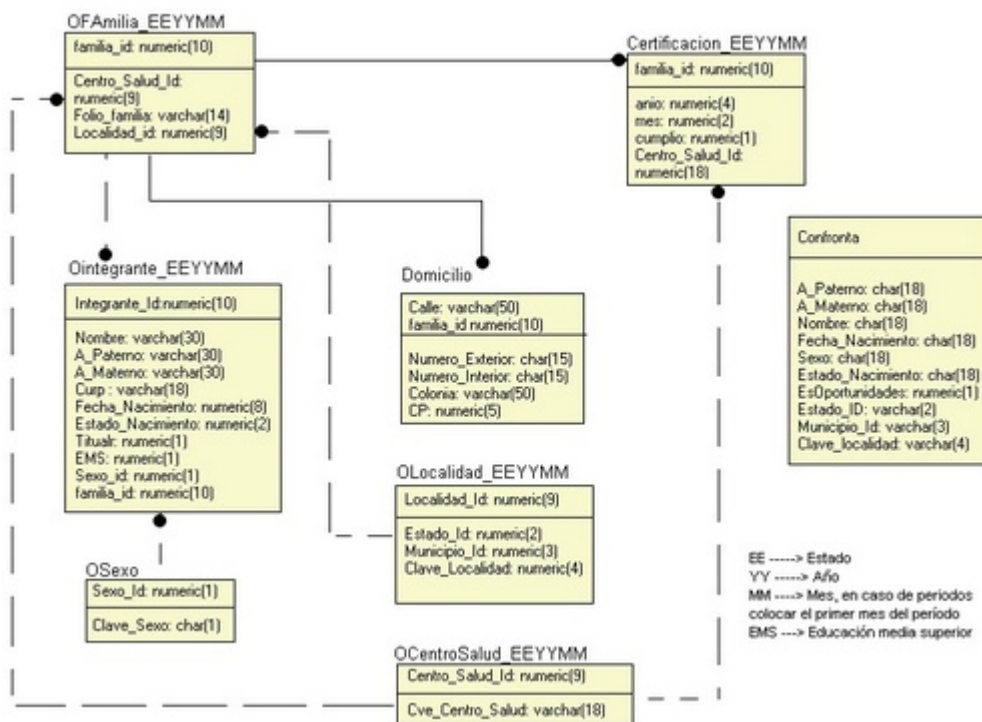 OFAmilia_EEYYMM
familia_id: numeric(10)
Centro_Salud_Id:
numeric(9)
Folio_familia: varchar(14)
Localidad_id: numeric(9)
Certificacion_EEYYMM
familia_id: numeric(10)
anio: numeric(4)
mes: numeric(2)
cumplio: numeric(1)
Centro_Salud_Id:
numeric(18)
Confronta
A_Paterno: char(18)
A_Materno: char(18)
Nombre: char(18)
Fecha_Nacimiento: char(18)
Sexo: char(18)
Estado_Nacimiento: char(18)
EsOportunidades: numeric(1)
Estado_ID: varchar(2)
Municipio_Id: varchar(3)
Clave_localidad: varchar(4)
Ointegrante_EEYYMM
Integrante_Id:numeric(10)
Nombre: varchar(30)
A_Paterno: varchar(30)
A_Materno: varchar(30)
Curp : varchar(18)
Fecha_Nacimiento: numeric(8)
Estado_Nacimiento: numeric(2)
Titualr: numeric(1)
EMS: numeric(1)
Sexo_id: numeric(1)
familia_id: numeric(10)
Domicilio
Calle: varchar(50)
familia_id numeric(10)
Numero_Exterior: char(15)
Numero_Interior: char(15)
Colonia: varchar(50)
CP: numeric(5)
OLocalidad_EEYYMM
Localidad_Id: numeric(9)
Estado_Id: numeric(2)
Municipio_Id: numeric(3)
Clave_Localidad: numeric(4)
OSexo
Sexo_Id: numeric(1)
Clave_Sexo: char(1)
EE -----> Estado
YY -----> Año
MM ----> Mes, en caso de periodos
colocar el primer mes del período
EMS ---> Educación media superior
OCentroSalud_EEYYMM
Centro_Salud_Id: numeric(9)
Cve_Centro_Salud: varchar(18)